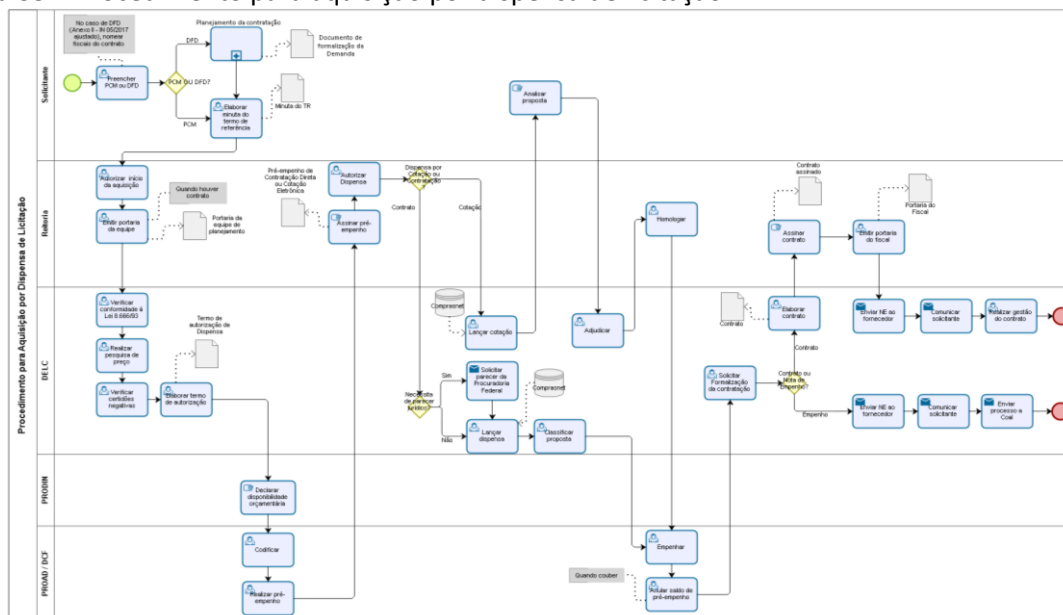 Procedimento para Aquisição por Dispensa de Licitação
Solicitante
No caso de DFD
(Anexo II - IN 05/2017
ajustado), nomear
fiscais do contrato
Preencher
PCM ou DFD
PCM OU DFD?
DFD
PCM
Planejamento da contratação
Documento de
formalização da
Demanda
Elaborar
minuta do
termo de
referência
Minuta do TR
Analisar
proposta
Reitoria
Autorizar início
da aquisição
Emitir portaria
da equipe
Quando houver
contrato
Portaria da
equipe de
planejamento
Pré-empenho de
Contratação Direta
ou Cotação
Eletrônica
Autorizar
Dispensa
Assinar pré-
empenho
Dispensa por
Cotação ou
Contratação?
Contrato
Cotação
Homologar
Contrato
assinado
Assinar
contrato
Portaria do
Fiscal
Emitir portaria
do fiscal
DELC
Verificar
conformidade à
Lei 8.666/93
Realizar
pesquisa de
preço
Verificar
certidões
negativas
Termo de
autorização de
Dispensa
Elaborar termo
de autorização
Comprasnet
Lançar cotação
Adjudicar
Necessita
de parecer
jurídico?
Sim
Não
Solicitar
parecer da
Procuradoria
Federal
Comprasnet
Lançar
dispensa
Classificar
proposta
Solicitar
Formalização
da contratação
Contrato ou
Nota de
Empenho?
Contrato
Empenho
Contrato
Elaborar
contrato
Enviar NE ao
fornecedor
Comunicar
solicitante
Realizar gestão
do contrato
Enviar NE ao
fornecedor
Comunicar
solicitante
Enviar
processo a
Coal
PRODIN
Declarar
disponibilidade
orçamentária
PROAD / DCF
Codificar
Realizar pré-
empenho
Empenhar
Quando couber
Anular saldo de
pré-empenho